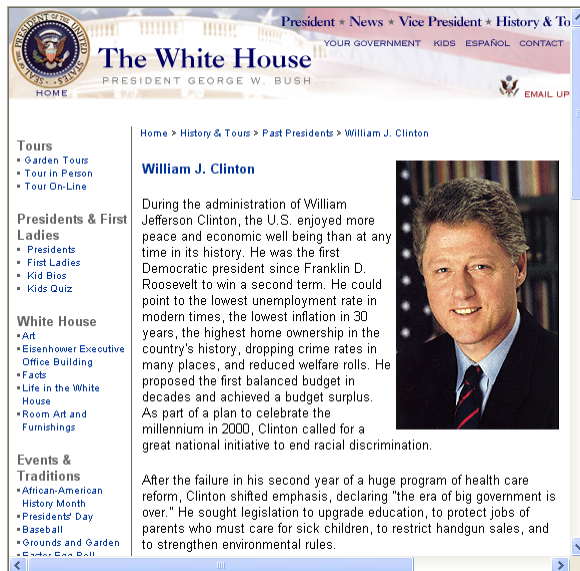 President ★ News ★ Vice President ★ History & To
The White House
YOUR GOVERNMENT KIDS ESPAÑOL CONTACT
PRESIDENT GEORGE W. BUSH
HOME
EMAIL UP
Home > History & Tours > Past Presidents > William J. Clinton
Tours
Garden Tours
Tour in Person
Tour On-Line
Presidents & First
Ladies
Presidents
First Ladies
Kid Bios
Kids Quiz
White House
Art
Eisenhower Executive
Office Building
Facts
Life in the White
House
Room Art and
Furnishings
Events &
Traditions
African-American
History Month
Presidents' Day
Baseball
Grounds and Garden
Easter Egg Roll
William J. Clinton
During the administration of William
Jefferson Clinton, the U.S. enjoyed more
peace and economic well being than at any
time in its history. He was the first
Democratic president since Franklin D.
Roosevelt to win a second term. He could
point to the lowest unemployment rate in
modern times, the lowest inflation in 30
years, the highest home ownership in the
country's history, dropping crime rates in
many places, and reduced welfare rolls. He
proposed the first balanced budget in
decades and achieved a budget surplus.
As part of a plan to celebrate the
millennium in 2000, Clinton called for a
great national initiative to end racial discrimination.
After the failure in his second year of a huge program of health care
reform, Clinton shifted emphasis, declaring "the era of big government is
over." He sought legislation to upgrade education, to protect jobs of
parents who must care for sick children, to restrict handgun sales, and
to strengthen environmental rules.